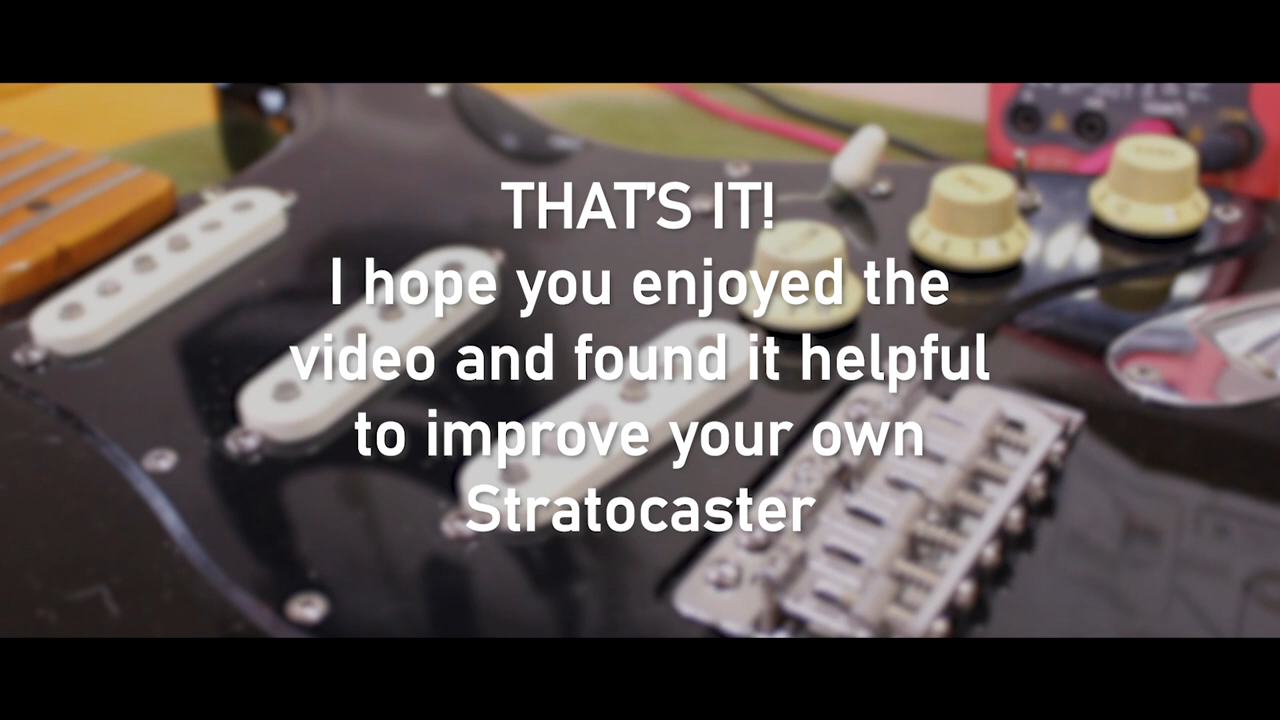 THAT’S IT!
I hope you enjoyed the
video and found it helpful
to improve your own
Stratocaster